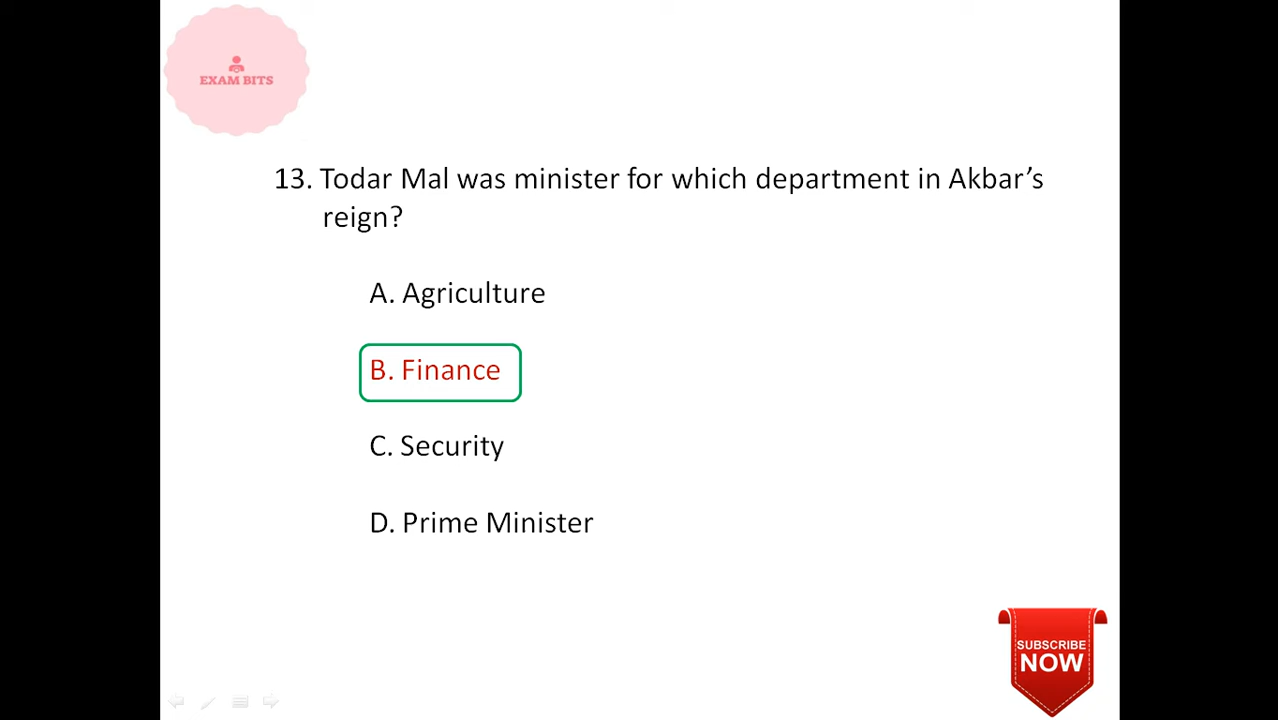 EXAM BITS
13. Todar Mal was minister for which department in Akbar’s
reign?
A. Agriculture
B. Finance
C. Security
D. Prime Minister
SUBSCRIBE
NOW